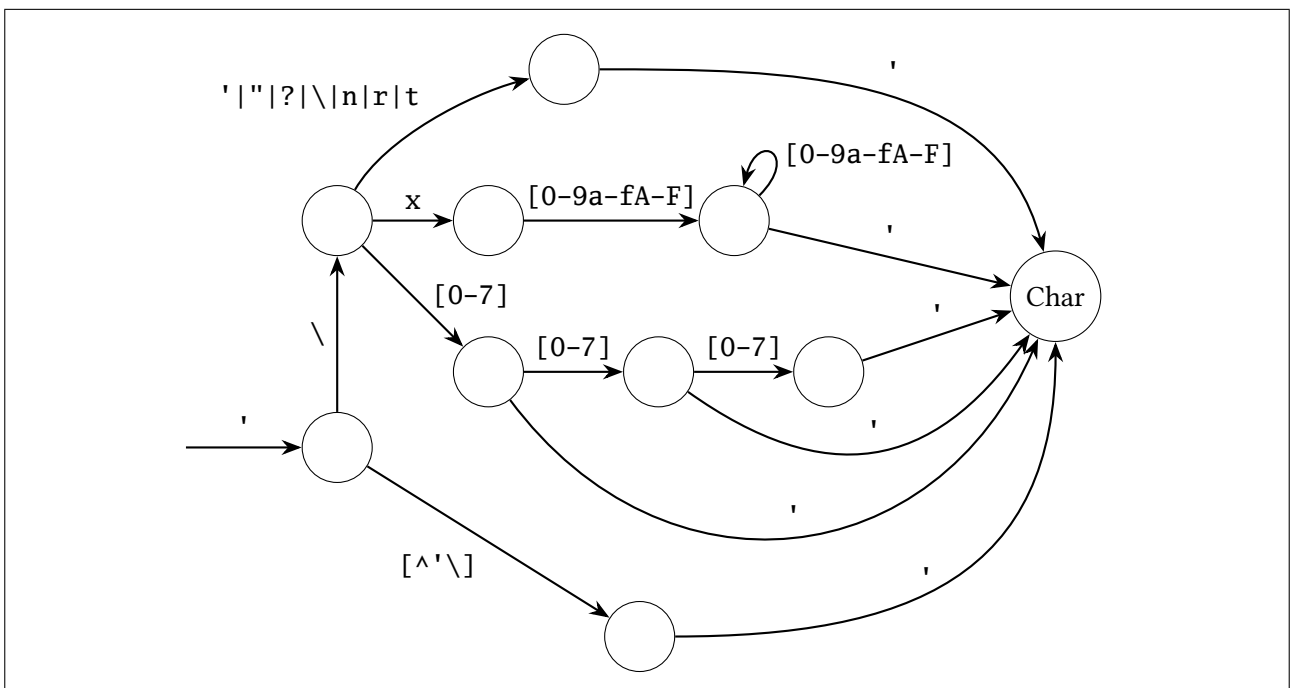 '
'|"|?|\|n|r|t
[0-9a-fA-F]
x
[0-9a-fA-F]
'
Char
[0-7]
'
\
[0-7]
[0-7]
'
'
'
[^'\]
'